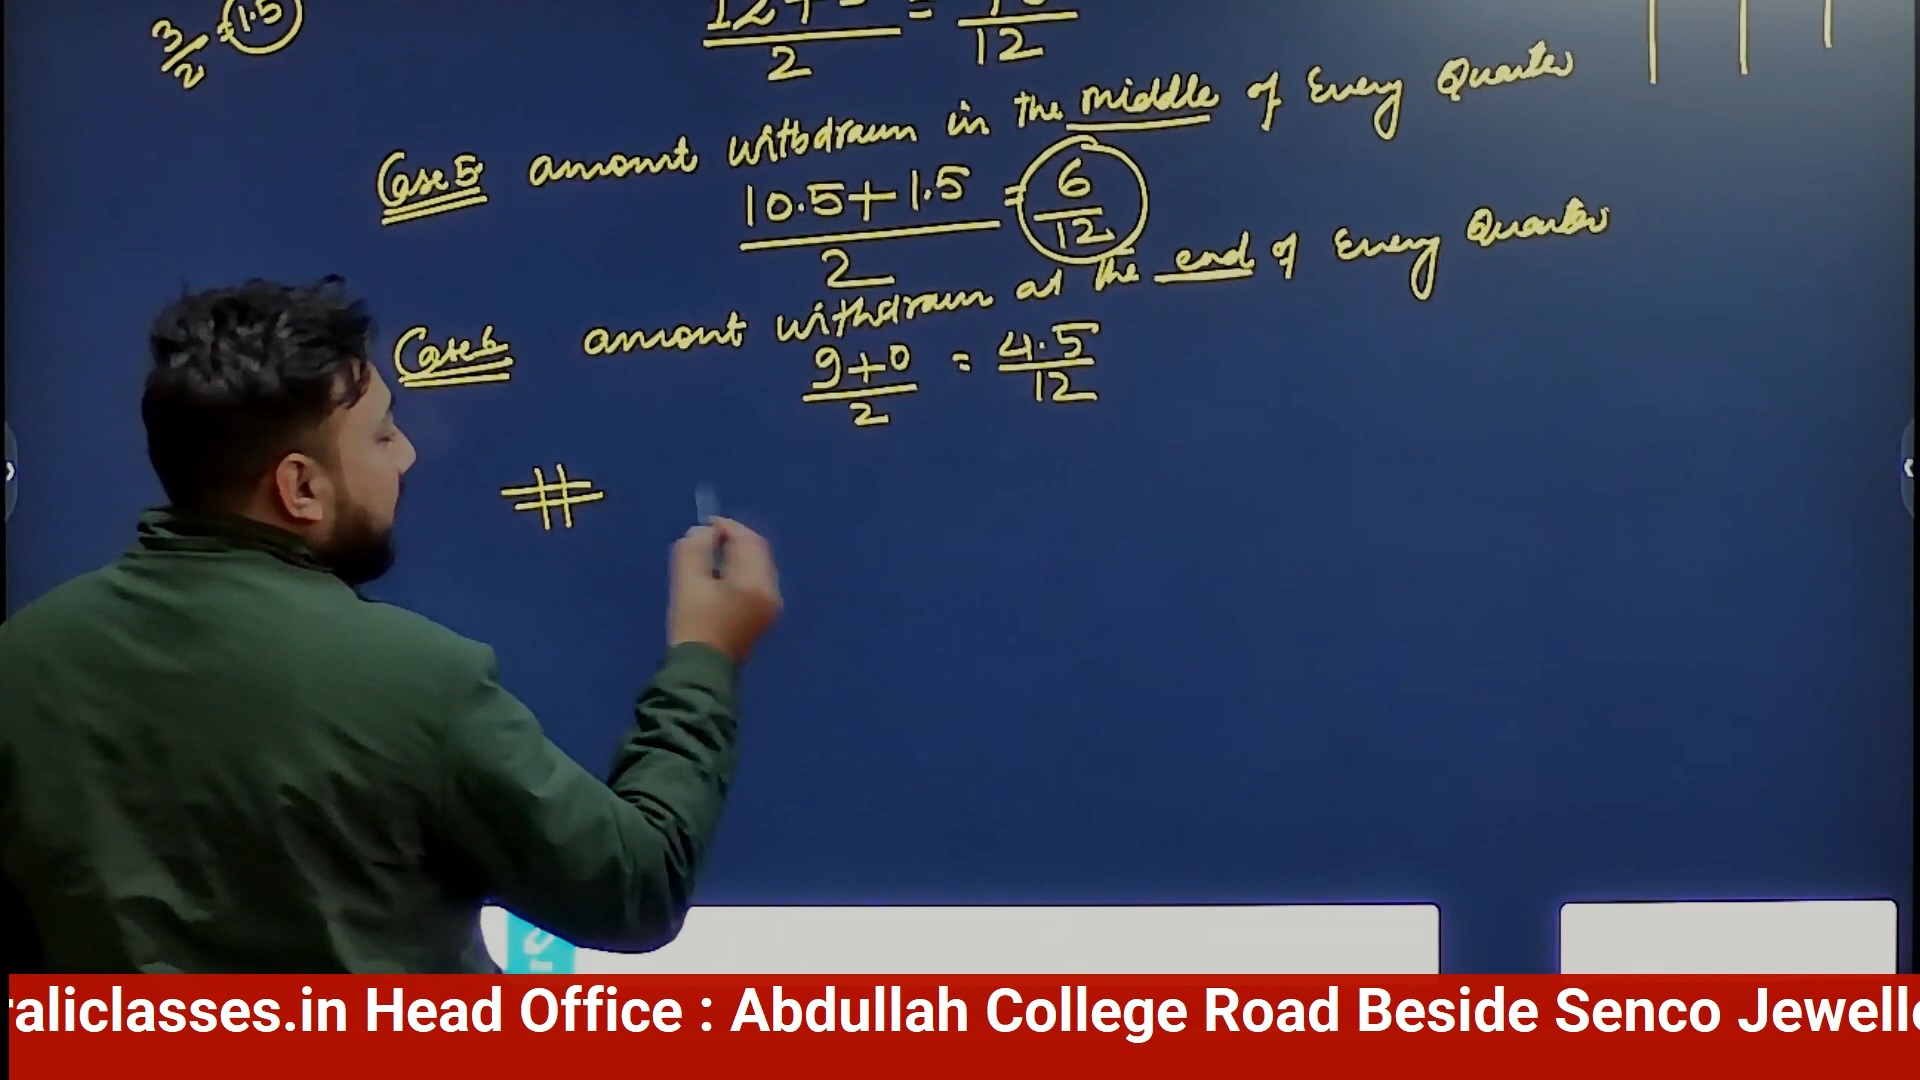 3/2 = 1.5
12+ /2 = /12
Case 5 amount withdrawn in the middle of Every Quarter
10.5+1.5/2 = 6/12
Case 6 amount withdrawn at the end of Every Quarter
9+0/2 = 4.5/12
#
raliclasses.in Head Office : Abdullah College Road Beside Senco Jewelle